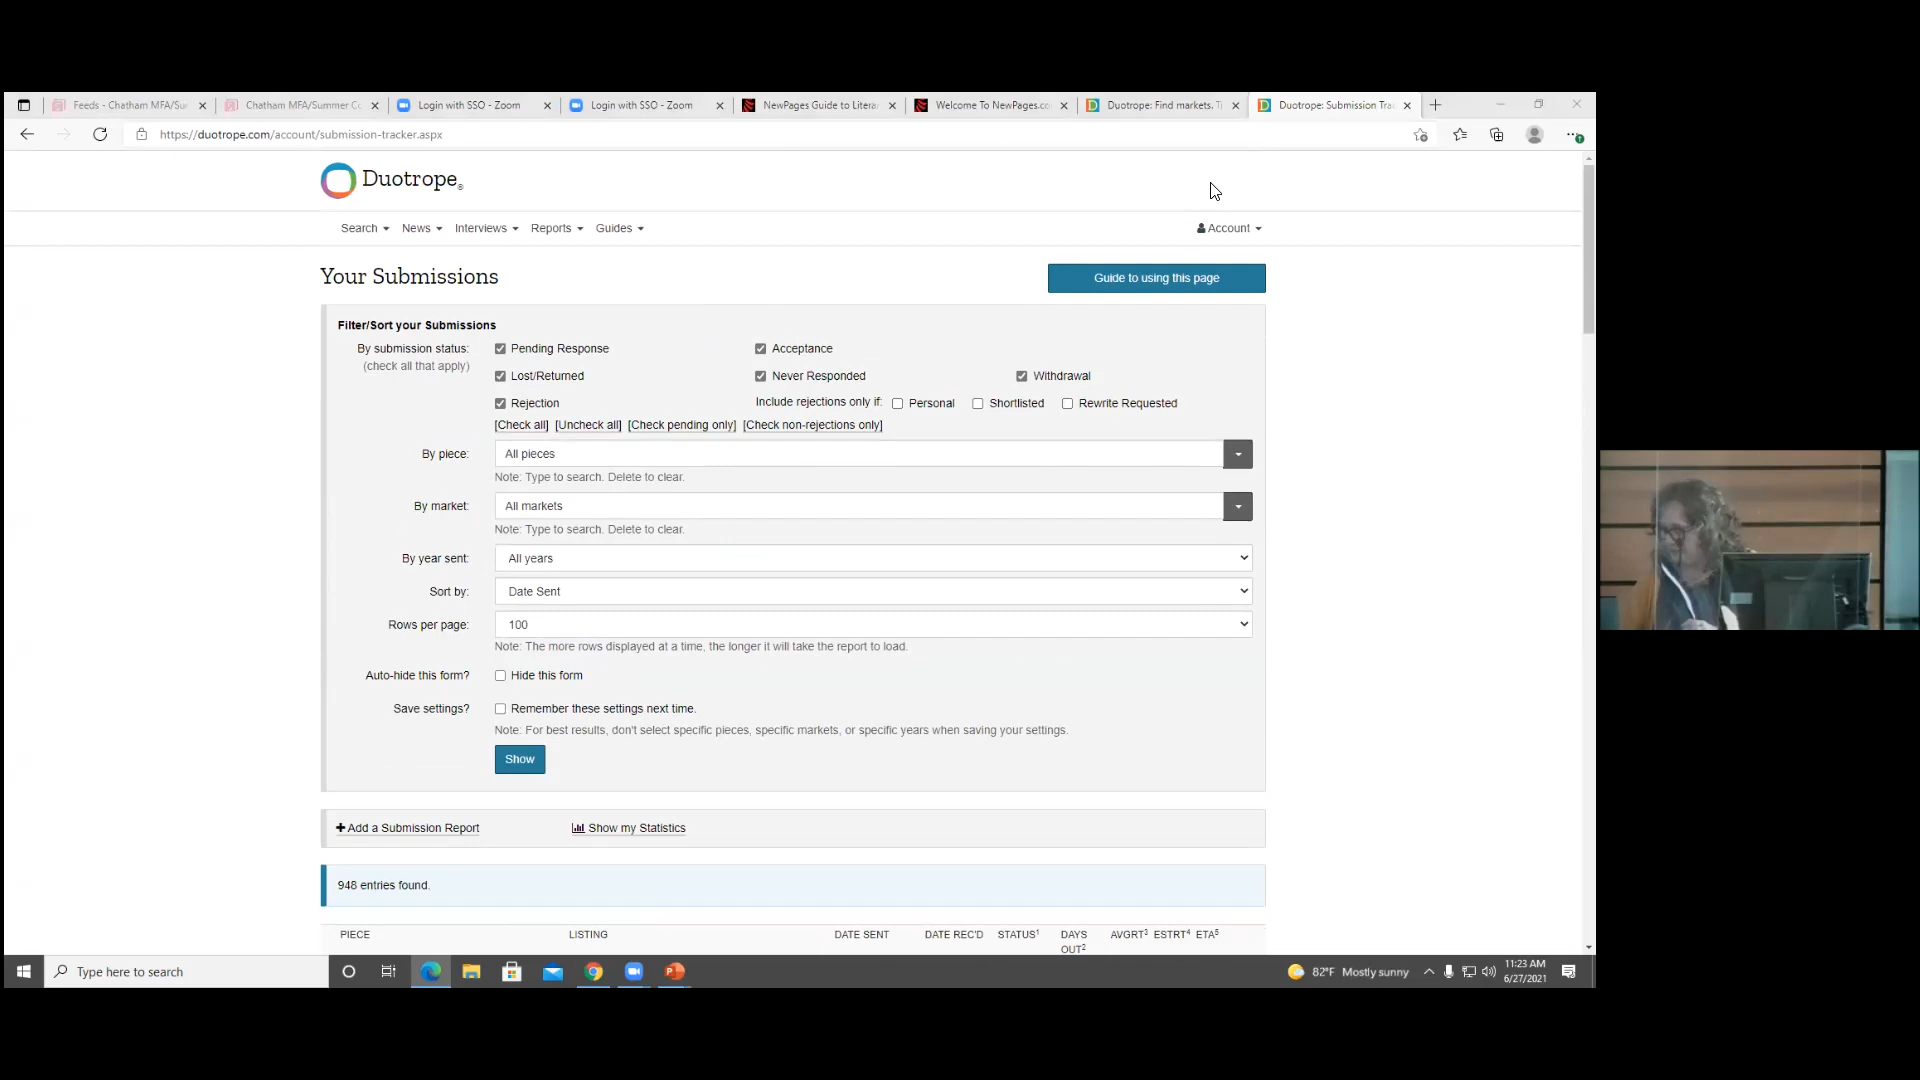 Feeds - Chatham MFA/Su
Chatham MFA/Summer Co
Login with SSO - Zoom
Login with SSO - Zoom
NewPages Guide to Litera
Welcome To NewPages.co
Duotrope: Find markets. T
Duotrope: Submission Tra
https://duotrope.com/account/submission-tracker.aspx
Duotrope®
Search News Interviews Reports Guides Account
Your Submissions
Guide to using this page
Filter/Sort your Submissions
By submission status: Pending Response Acceptance
(check all that apply)
Lost/Returned Never Responded Withdrawal
Rejection Include rejections only if: Personal Shortlisted Rewrite Requested
[Check all] [Uncheck all] [Check pending only] [Check non-rejections only]
By piece: All pieces
Note: Type to search. Delete to clear.
By market: All markets
Note: Type to search. Delete to clear.
By year sent: All years
Sort by: Date Sent
Rows per page: 100
Note: The more rows displayed at a time, the longer it will take the report to load.
Auto-hide this form? Hide this form
Save settings? Remember these settings next time.
Note: For best results, don't select specific pieces, specific markets, or specific years when saving your settings.
Show
Add a Submission Report Show my Statistics
948 entries found.
PIECE LISTING DATE SENT DATE REC'D STATUS¹ DAYS OUT² AVGRT³ ESTRT⁴ ETA⁵
Type here to search
82°F Mostly sunny
11:23 AM
6/27/2021